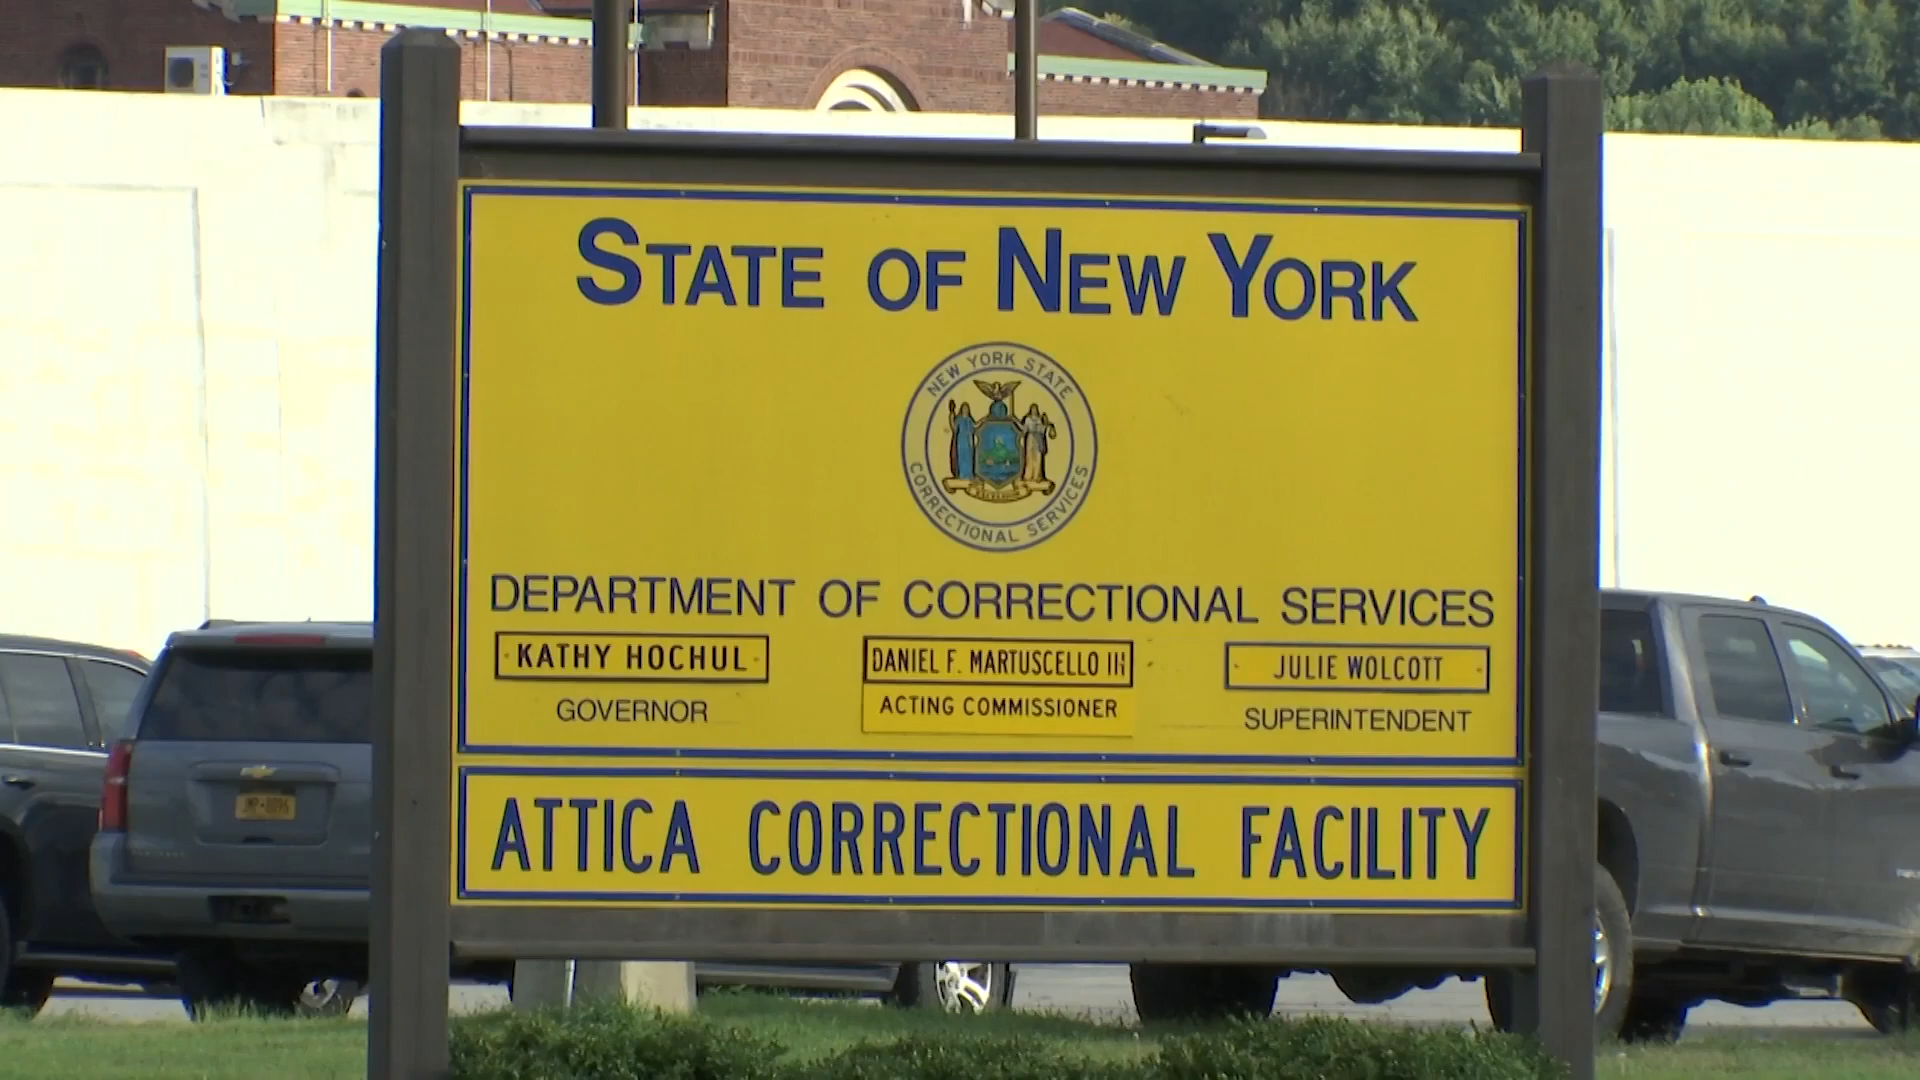 STATE OF NEW YORK
NEW YORK STATE
CORRECTIONAL SERVICES
DEPARTMENT OF CORRECTIONAL SERVICES
KATHY HOCHUL
GOVERNOR
DANIEL F. MARTUSCELLO III
ACTING COMMISSIONER
JULIE WOLCOTT
SUPERINTENDENT
ATTICA CORRECTIONAL FACILITY